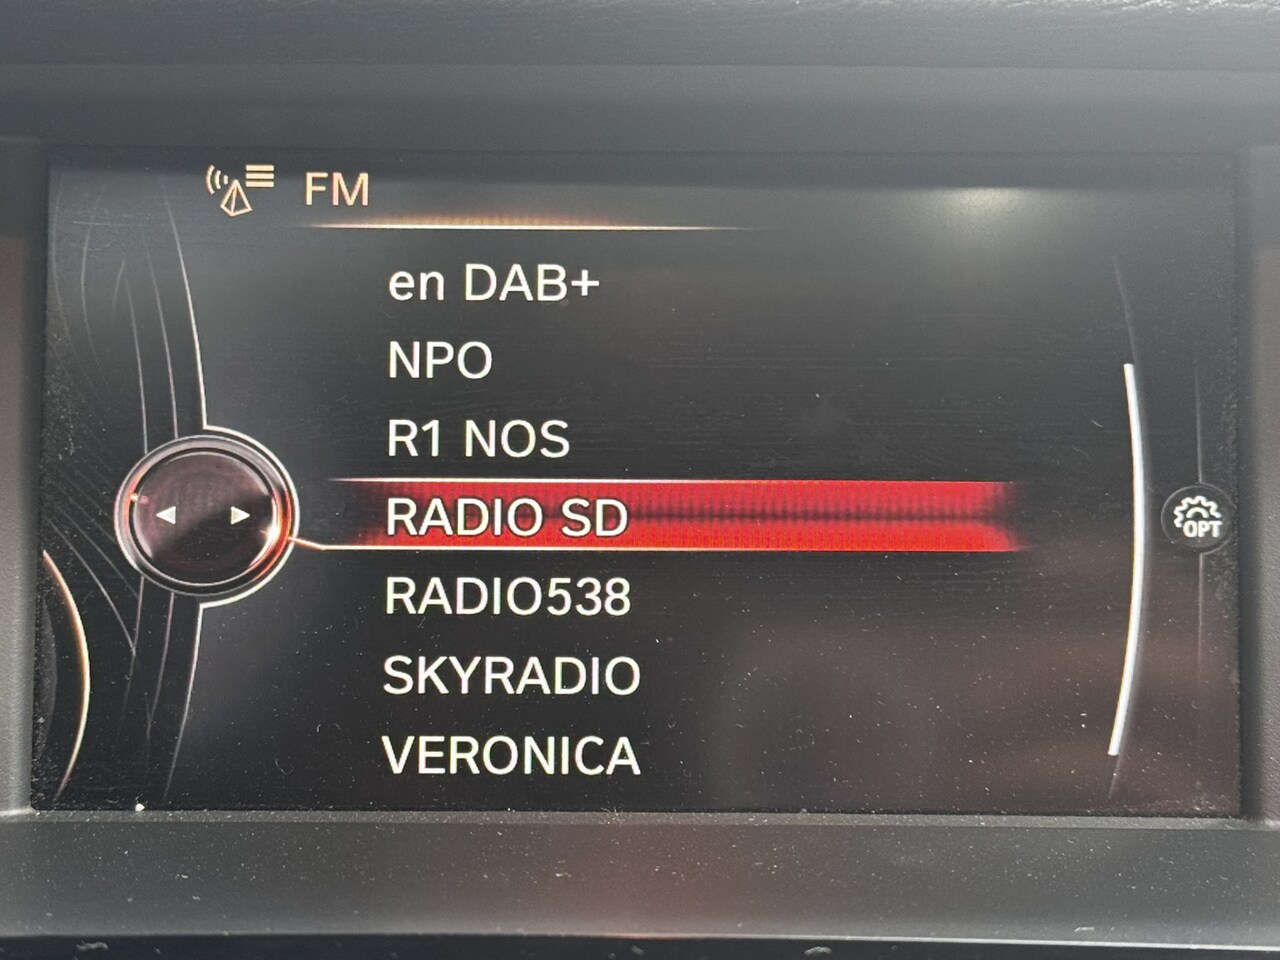 FM
en DAB+
NPO
R1 NOS
RADIO SD
OPT
RADIO538
SKYRADIO
VERONICA